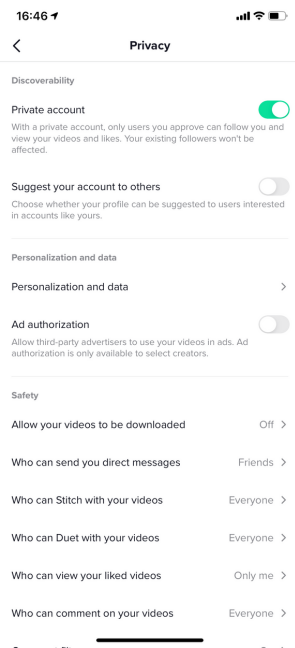 16:46
Privacy
Discoverability
Private account
With a private account, only users you approve can follow you and
view your videos and likes. Your existing followers won't be
affected.
Suggest your account to others
Choose whether your profile can be suggested to users interested
in accounts like yours.
Personalization and data
Personalization and data
Ad authorization
Allow third-party advertisers to use your videos in ads. Ad
authorization is only available to select creators.
Safety
Allow your videos to be downloaded Off
Who can send you direct messages Friends
Who can Stitch with your videos Everyone
Who can Duet with your videos Everyone
Who can view your liked videos Only me
Who can comment on your videos Everyone